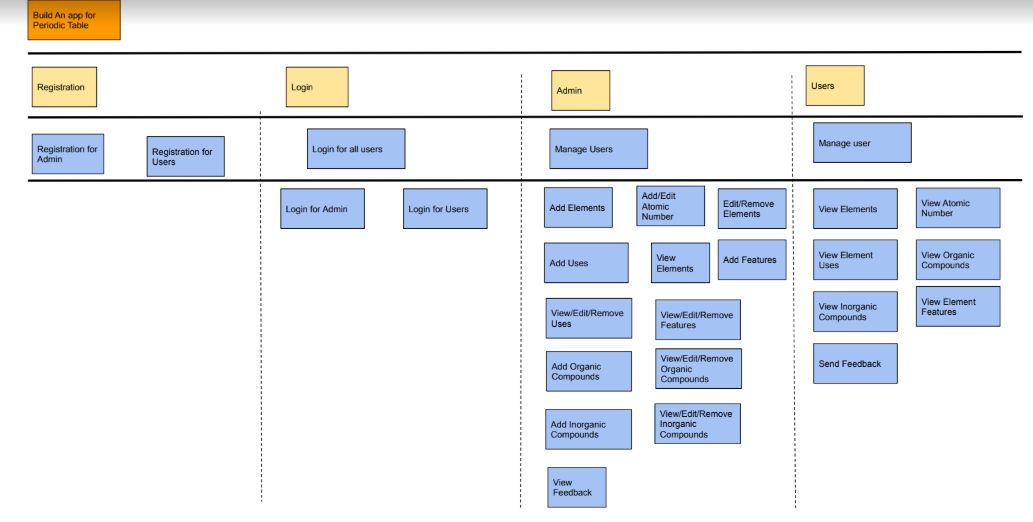 Build An app for
Periodic Table
Registration
Login
Admin
Users
Registration for
Admin
Registration for
Users
Login for all users
Manage Users
Manage user
Login for Admin
Login for Users
Add Elements
Add/Edit
Atomic
Number
Edit/Remove
Elements
Add Uses
View
Elements
Add Features
View/Edit/Remove
Uses
View/Edit/Remove
Features
Add Organic
Compounds
View/Edit/Remove
Organic
Compounds
Add Inorganic
Compounds
View/Edit/Remove
Inorganic
Compounds
View
Feedback
View Elements
View Atomic
Number
View Element
Uses
View Organic
Compounds
View Inorganic
Compounds
View Element
Features
Send Feedback